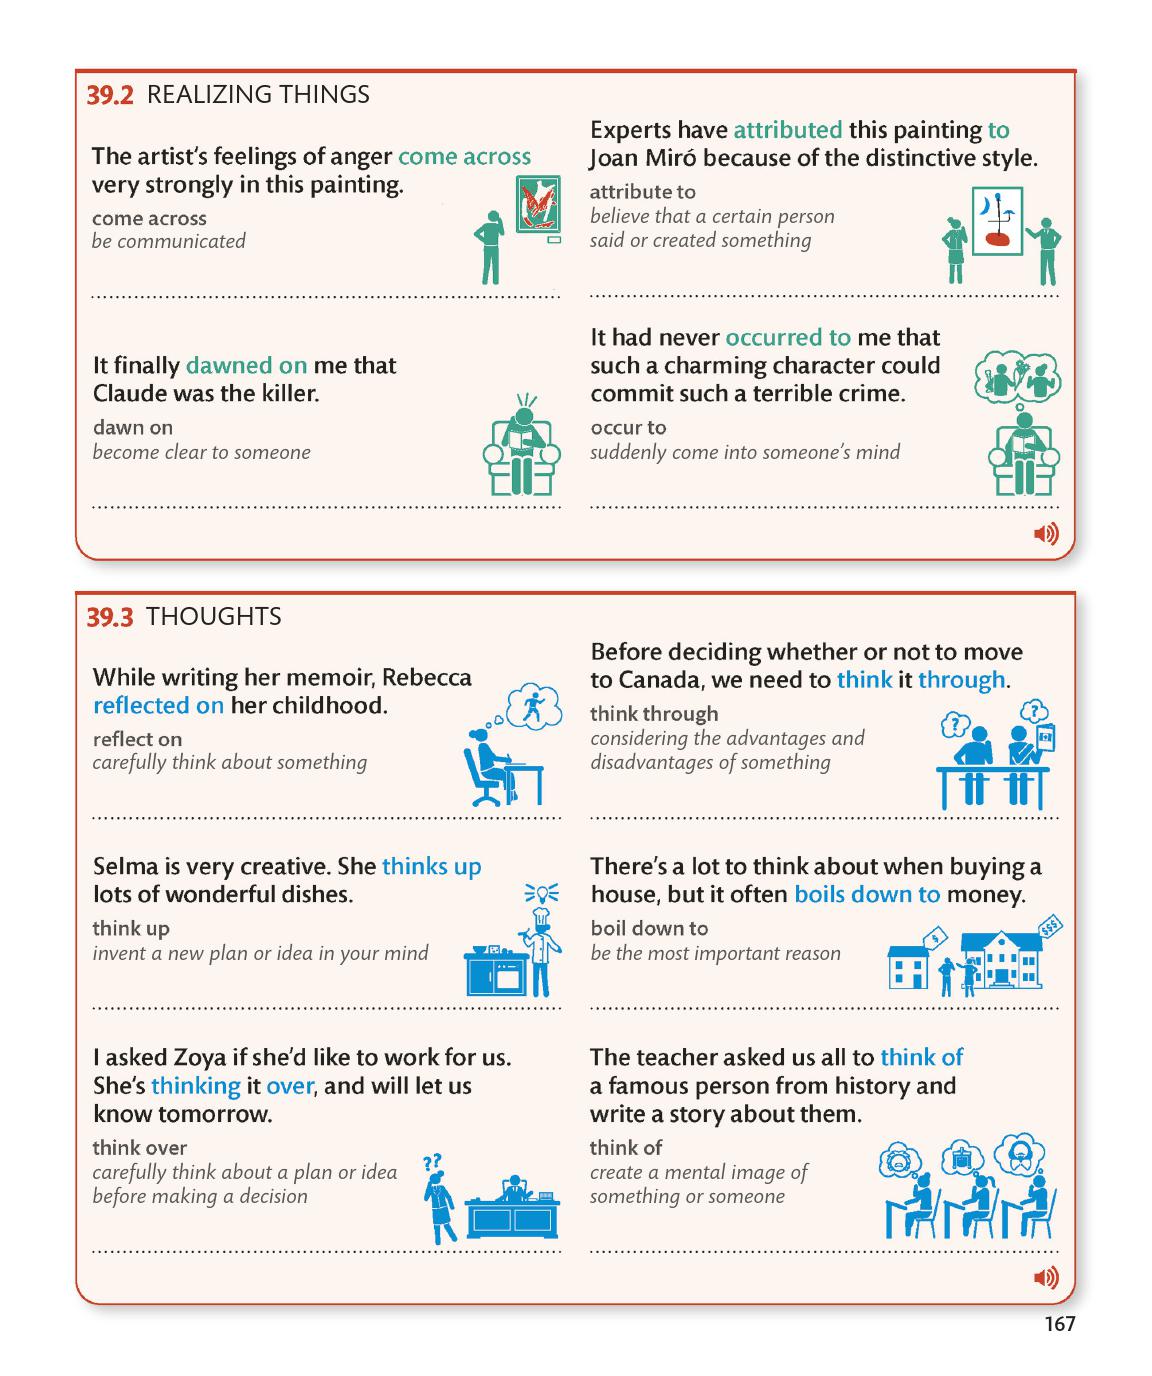 39.2 REALIZING THINGS
The artist's feelings of anger come across
very strongly in this painting.
come across
be communicated
Experts have attributed this painting to
Joan Miró because of the distinctive style.
attribute to
believe that a certain person
said or created something
It finally dawned on me that
Claude was the killer.
dawn on
become clear to someone
It had never occurred to me that
such a charming character could
commit such a terrible crime.
occur to
suddenly come into someone's mind
39.3 THOUGHTS
While writing her memoir, Rebecca
reflected on her childhood.
reflect on
carefully think about something
Before deciding whether or not to move
to Canada, we need to think it through.
think through
considering the advantages and
disadvantages of something
? ?
Selma is very creative. She thinks up
lots of wonderful dishes.
think up
invent a new plan or idea in your mind
There's a lot to think about when buying a
house, but it often boils down to money.
boil down to
be the most important reason
$ $$$
I asked Zoya if she'd like to work for us.
She's thinking it over, and will let us
know tomorrow.
think over
carefully think about a plan or idea
before making a decision
??
The teacher asked us all to think of
a famous person from history and
write a story about them.
think of
create a mental image of
something or someone
167